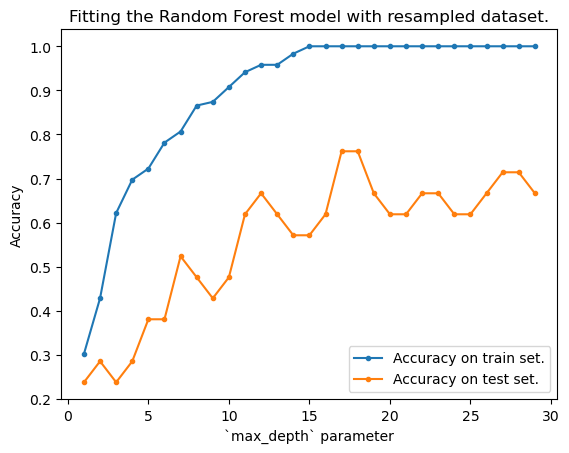 Fitting the Random Forest model with resampled dataset.
1.0
0.9
0.8
0.7
0.6
0.5
0.4
0.3
0.2
Accuracy
Accuracy on train set.
Accuracy on test set.
0 5 10 15 20 25 30
`max_depth` parameter